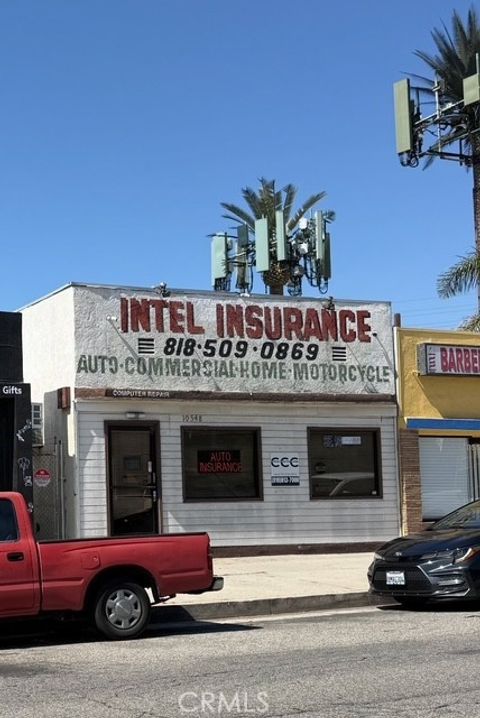 INTEL INSURANCE
818-509-0869
AUTO-COMMERCIAL-HOME-MOTORCYCLE
COMPUTER REPAIR
10548
AUTO
INSURANCE
CCC
BARBER
Gifts
CRMLS